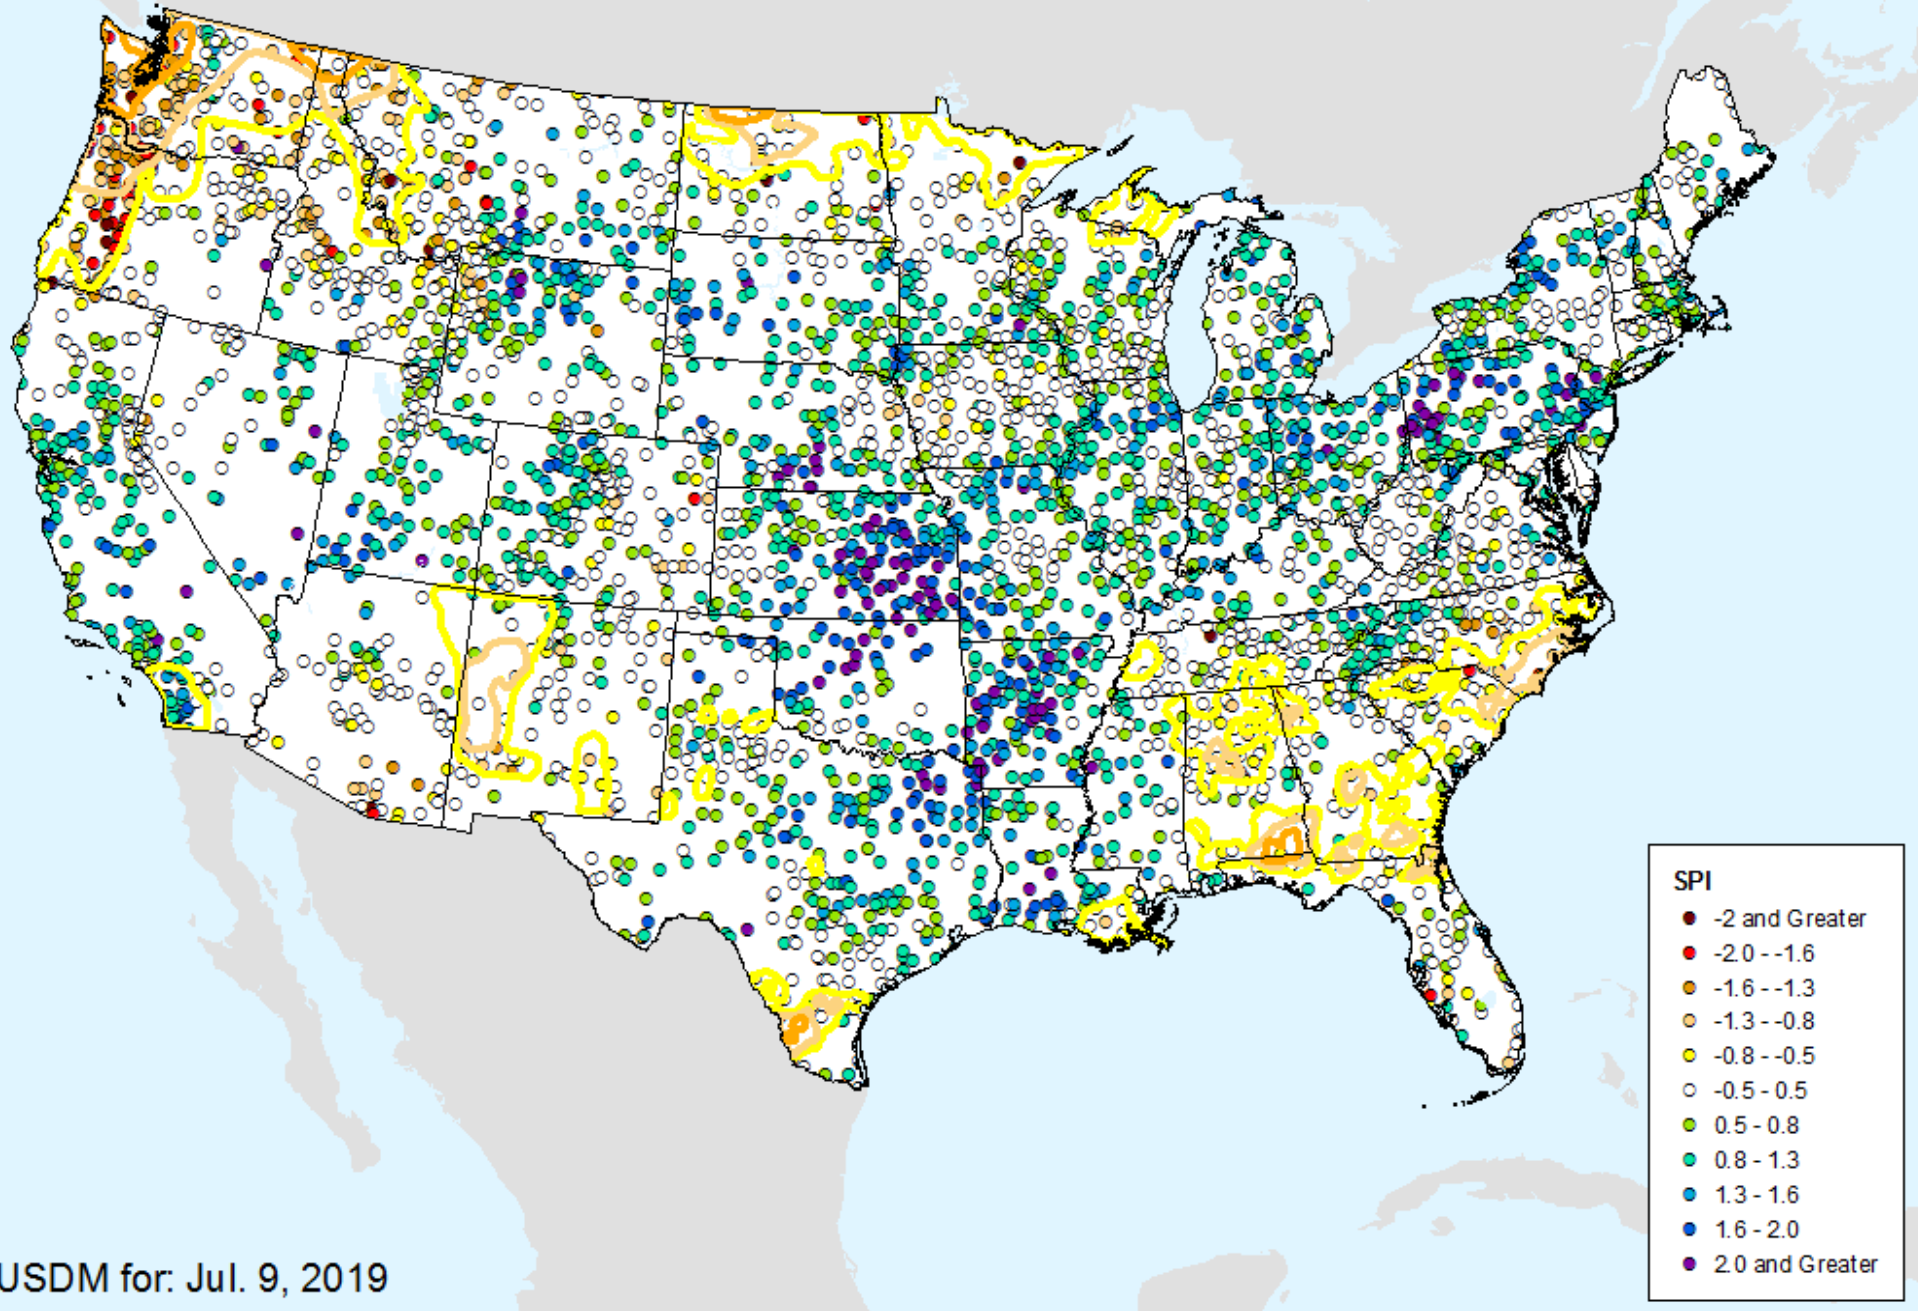 SPI
-2 and Greater
-2.0 - -1.6
-1.6 - -1.3
-1.3 - -0.8
-0.8 - -0.5
-0.5 - 0.5
0.5 - 0.8
0.8 - 1.3
1.3 - 1.6
1.6 - 2.0
2.0 and Greater
USDM for: Jul. 9, 2019